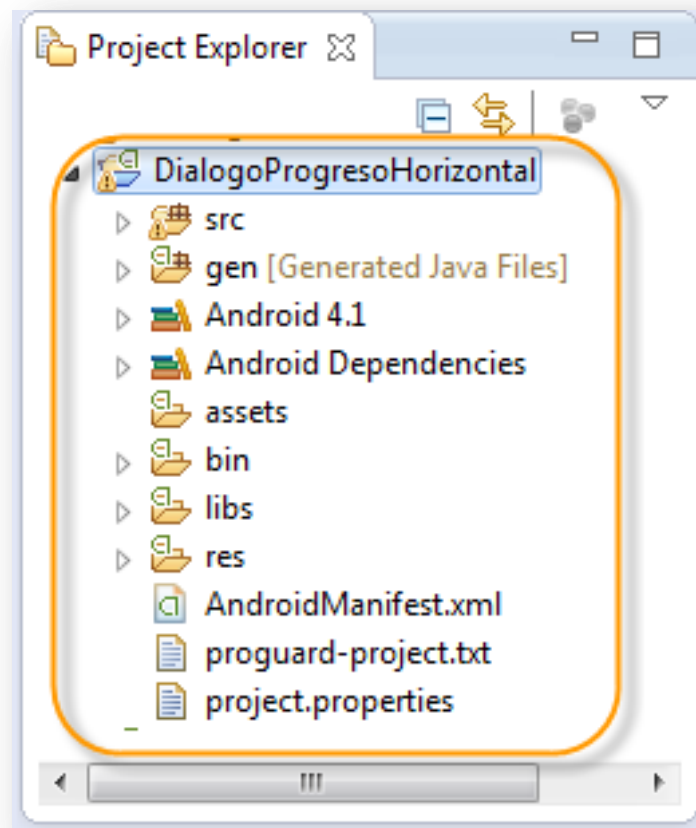 Project Explorer
DialogoProgresoHorizontal
src
gen [Generated Java Files]
Android 4.1
Android Dependencies
assets
bin
libs
res
AndroidManifest.xml
proguard-project.txt
project.properties